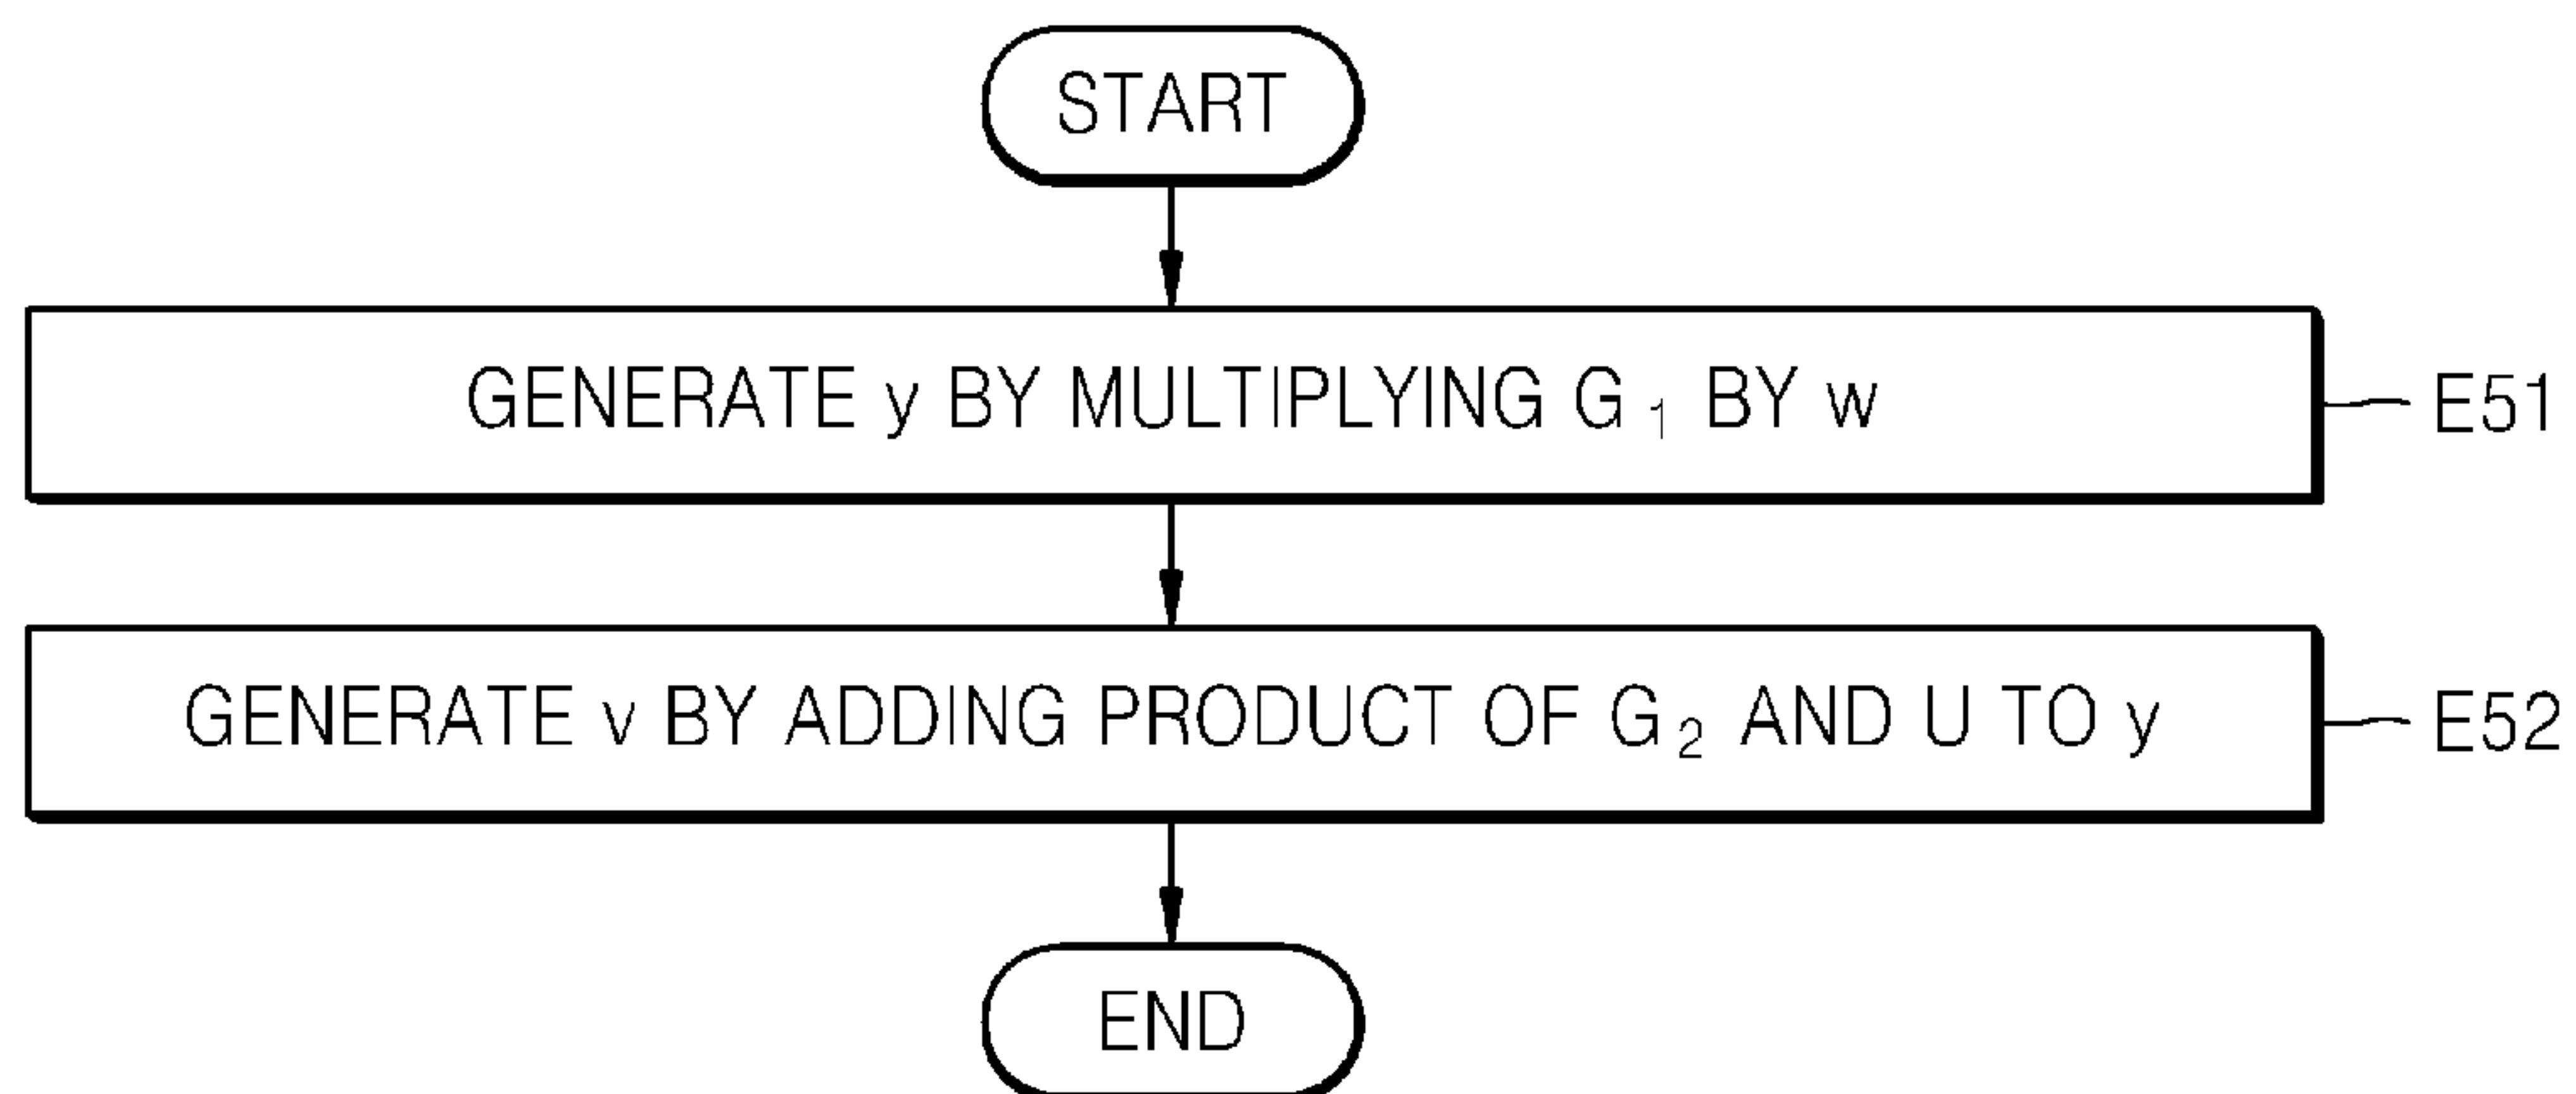 START
GENERATE y BY MULTIPLYING G₁ BY w
E51
GENERATE v BY ADDING PRODUCT OF G₂ AND U TO y
E52
END